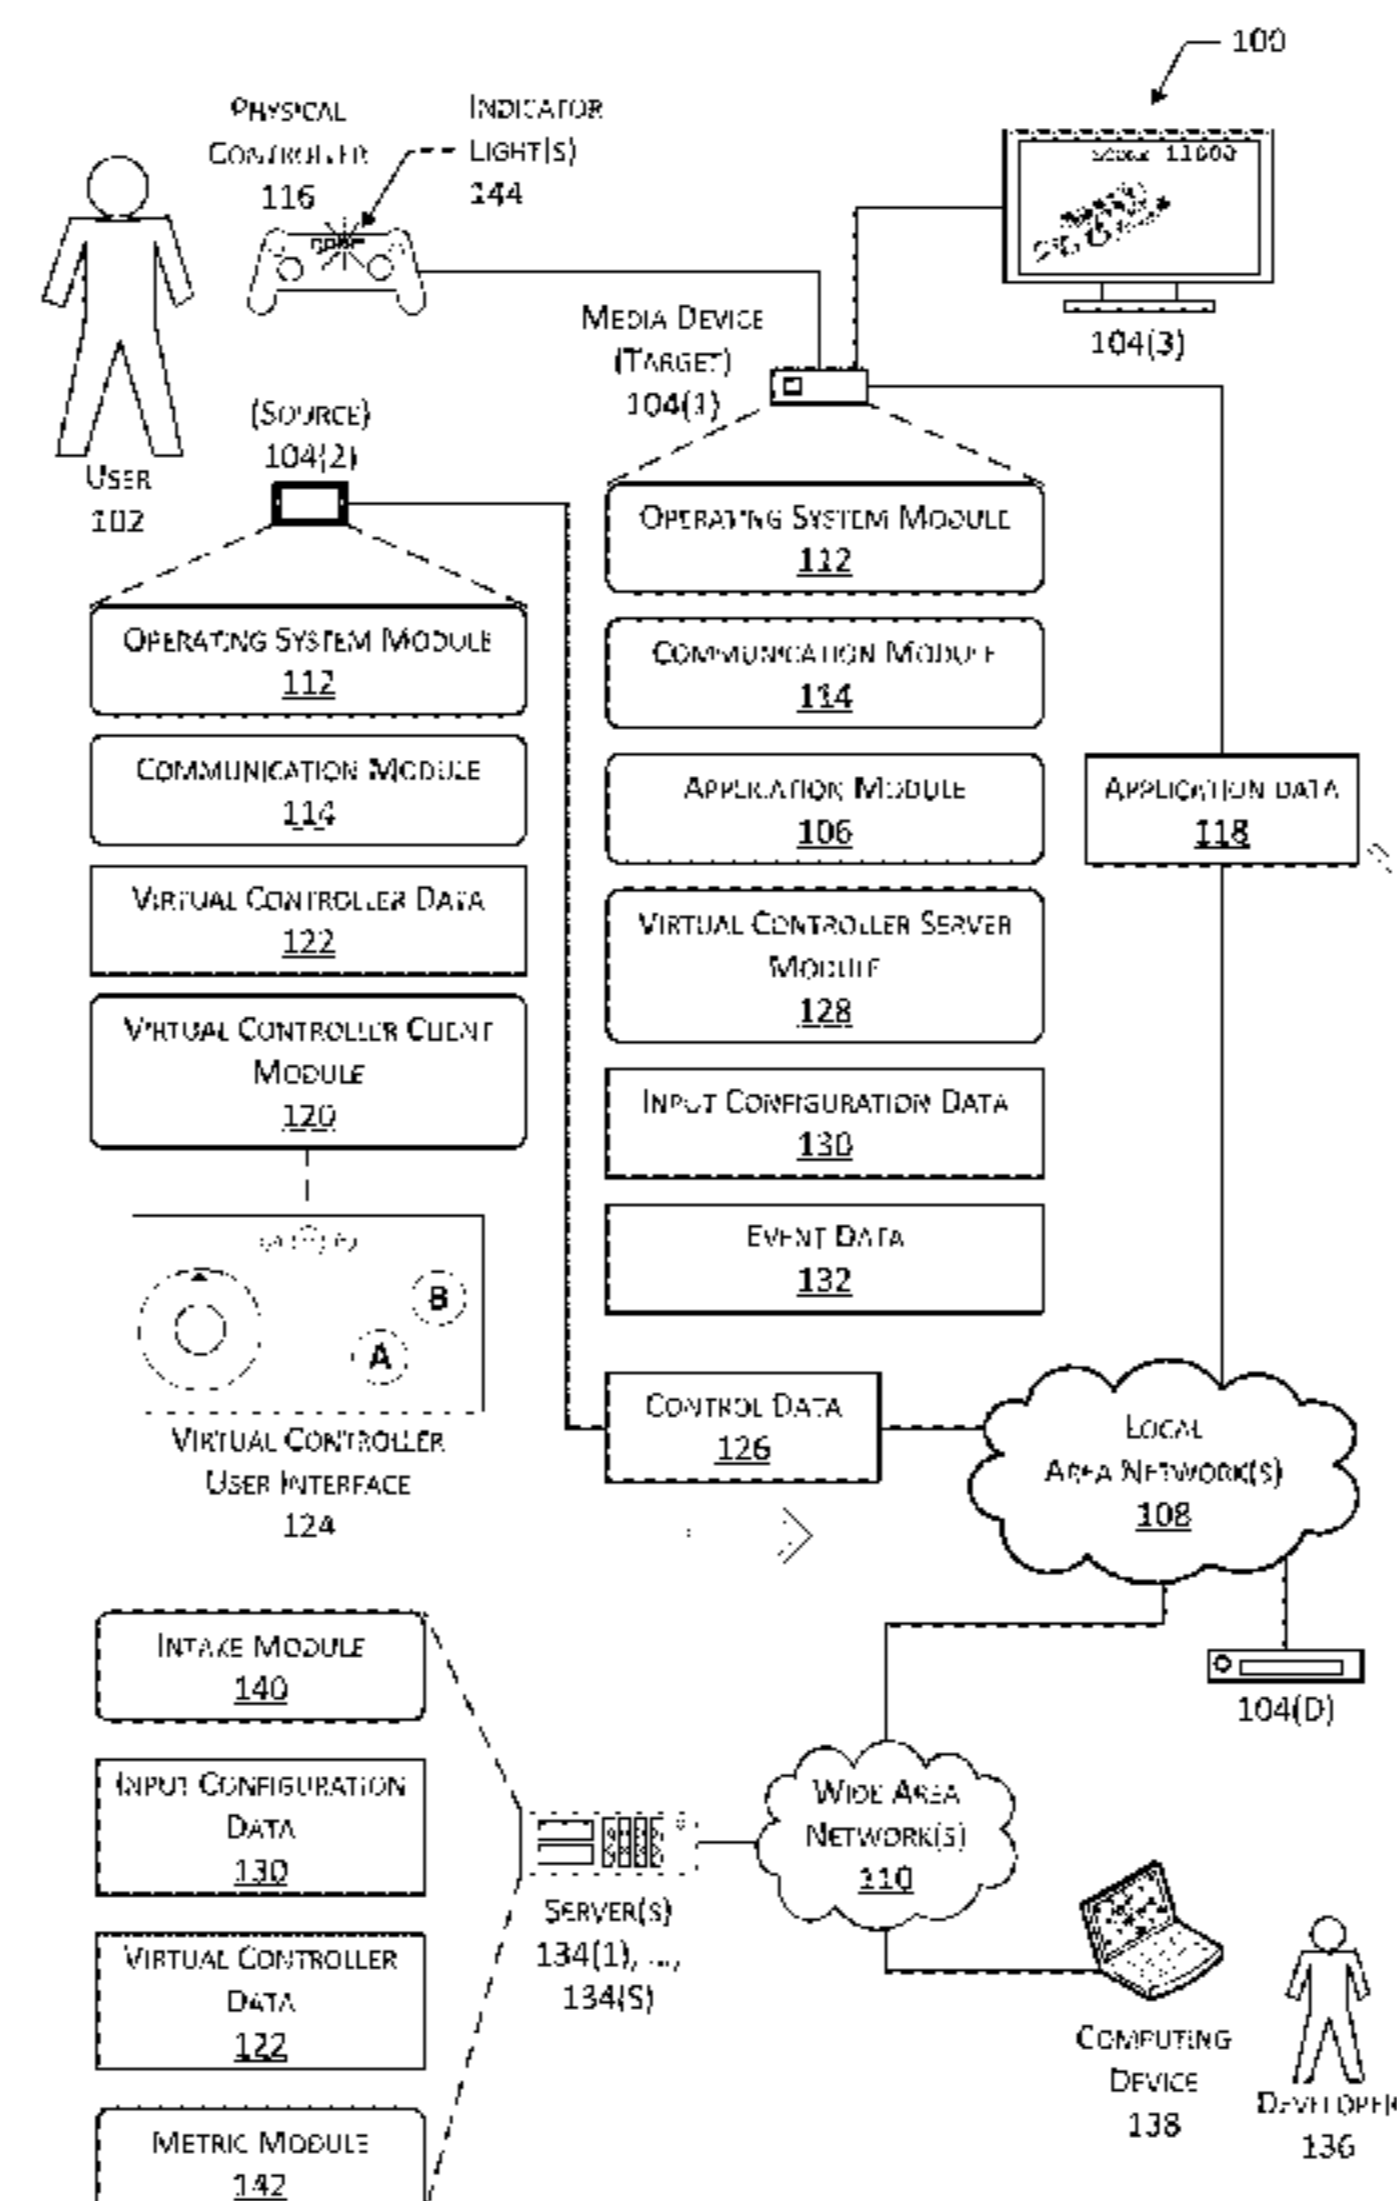 100
PHYSICAL
CONTROLLER
116
INDICATOR
LIGHT(S)
144
SCORE 11000
104(3)
MEDIA DEVICE
(TARGET)
104(1)
(SOURCE)
104(2)
USER
102
OPERATING SYSTEM MODULE
112
COMMUNICATION MODULE
114
VIRTUAL CONTROLLER DATA
122
VIRTUAL CONTROLLER CLIENT
MODULE
120
B
A
VIRTUAL CONTROLLER
USER INTERFACE
124
OPERATING SYSTEM MODULE
112
COMMUNICATION MODULE
114
APPLICATION MODULE
106
VIRTUAL CONTROLLER SERVER
MODULE
128
INPUT CONFIGURATION DATA
130
EVENT DATA
132
APPLICATION DATA
118
CONTROL DATA
126
LOCAL
AREA NETWORK(S)
108
104(D)
INTAKE MODULE
140
INPUT CONFIGURATION
DATA
130
VIRTUAL CONTROLLER
DATA
122
METRIC MODULE
142
SERVER(S)
134(1), ...,
134(S)
WIDE AREA
NETWORK(S)
110
COMPUTING
DEVICE
138
DEVELOPER
136